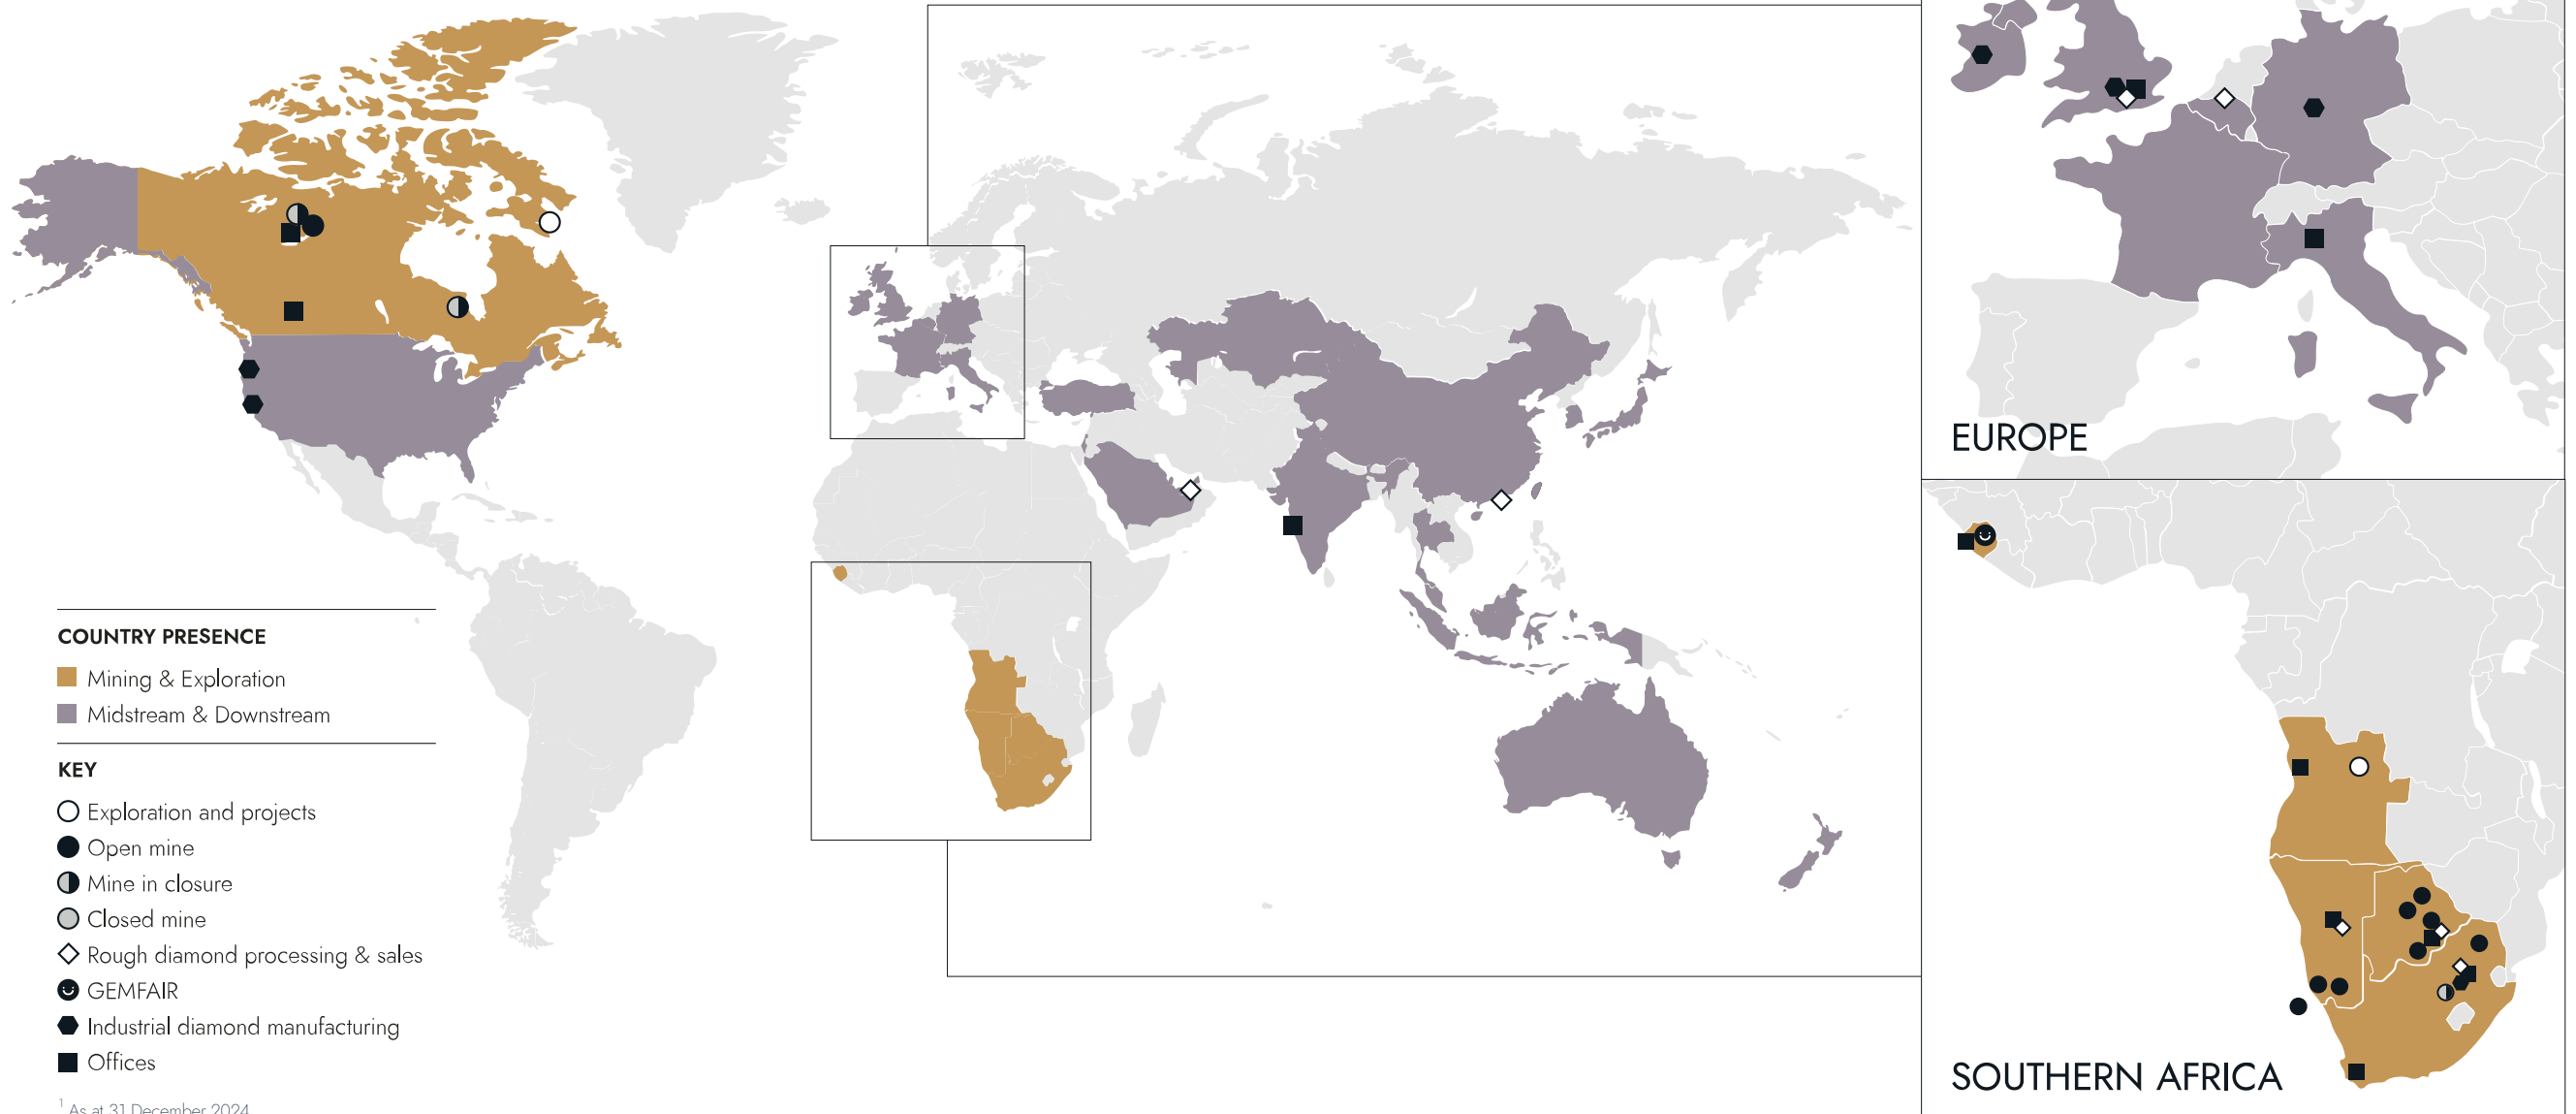 COUNTRY PRESENCE
Mining & Exploration
Midstream & Downstream
KEY
Exploration and projects
Open mine
Mine in closure
Closed mine
Rough diamond processing & sales
GEMFAIR
Industrial diamond manufacturing
Offices
1 As at 31 December 2024
EUROPE
SOUTHERN AFRICA